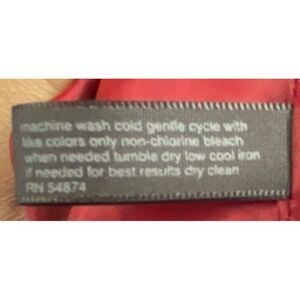 machine wash cold gentle cycle with
like colors only non-chlorine bleach
when needed tumble dry low cool iron
if needed for best results dry clean
RN 54874